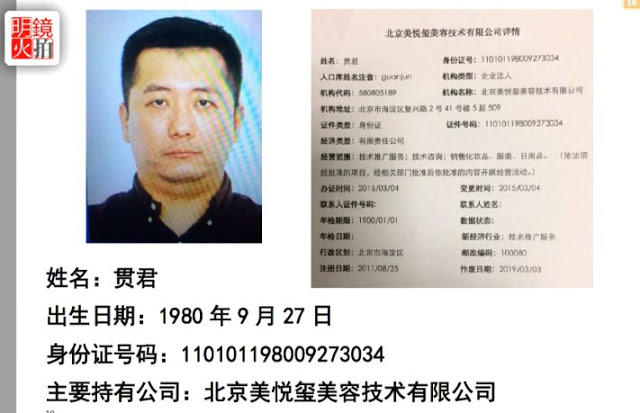 明鏡
火拍
10
北京美悦玺美容技术有限公司详情
姓名: 贯君 身份证号: 110101198009273034
人口库姓名注音: guanjun 机构类型: 企业法人
机构代码: 580805189 机构名称: 北京美悦玺美容技术有限公司
机构地址: 北京市海淀区复兴路 2 号 41 号楼 5 层 509
证件类型: 身份证 证件号码: 110101198009273034
经济类型: 有限责任公司
经营范围: 技术推广服务; 技术咨询; 销售化妆品、服装、日用品。(依法须
经批准的项目, 经相关部门批准后依批准的内容开展经营活动。)
办证时间: 2015/03/04 变更时间: 2015/03/04
联系人证件号码: 联系人姓名:
年检期限: 1900/01/01 数据状态:
年检日期: 新经济行业: 技术推广服务
行政区划: 北京市海淀区 邮政编码: 100080
注册日期: 2011/08/25 作废日期: 2019/03/03
姓名: 贯君
出生日期: 1980 年 9 月 27 日
身份证号码: 110101198009273034
主要持有公司: 北京美悦玺美容技术有限公司